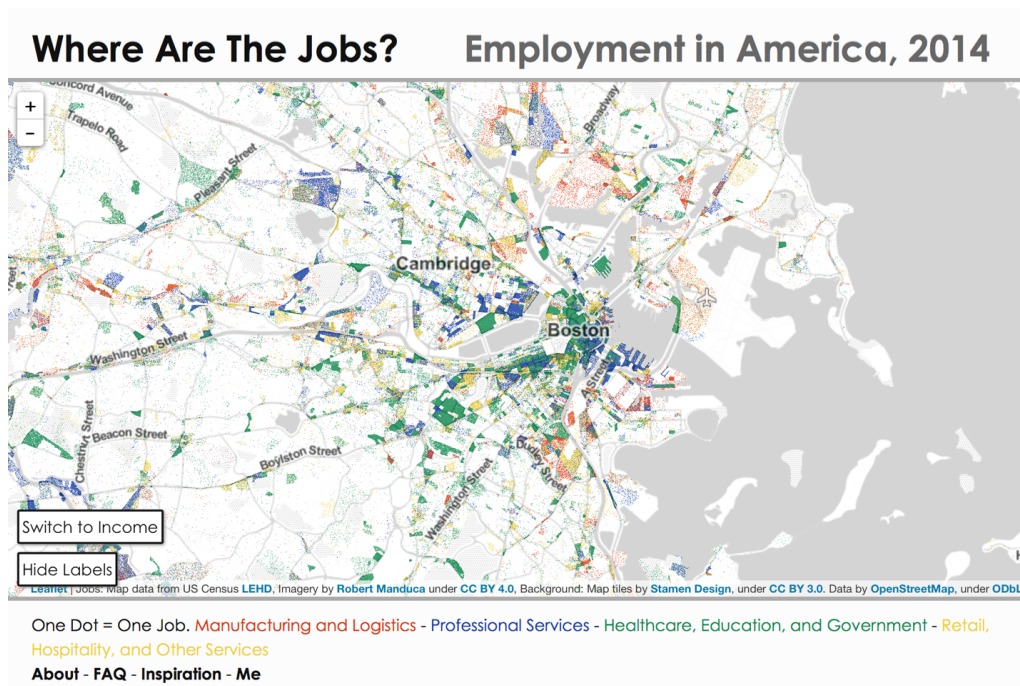 Where Are The Jobs? Employment in America, 2014
Concord Avenue
+
−
Trapelo Road
Broadway
Pleasant Street
Cambridge
Boston
Washington Street
A Street
Chestnut Street
Beacon Street
Boylston Street
Dudley Street
Washington Street
Switch to Income
Hide Labels
Leaflet | Jobs: Map data from US Census LEHD, Imagery by Robert Manduca under CC BY 4.0, Background: Map tiles by Stamen Design, under CC BY 3.0. Data by OpenStreetMap, under ODbL
One Dot = One Job. Manufacturing and Logistics - Professional Services - Healthcare, Education, and Government - Retail,
Hospitality, and Other Services
About - FAQ - Inspiration - Me